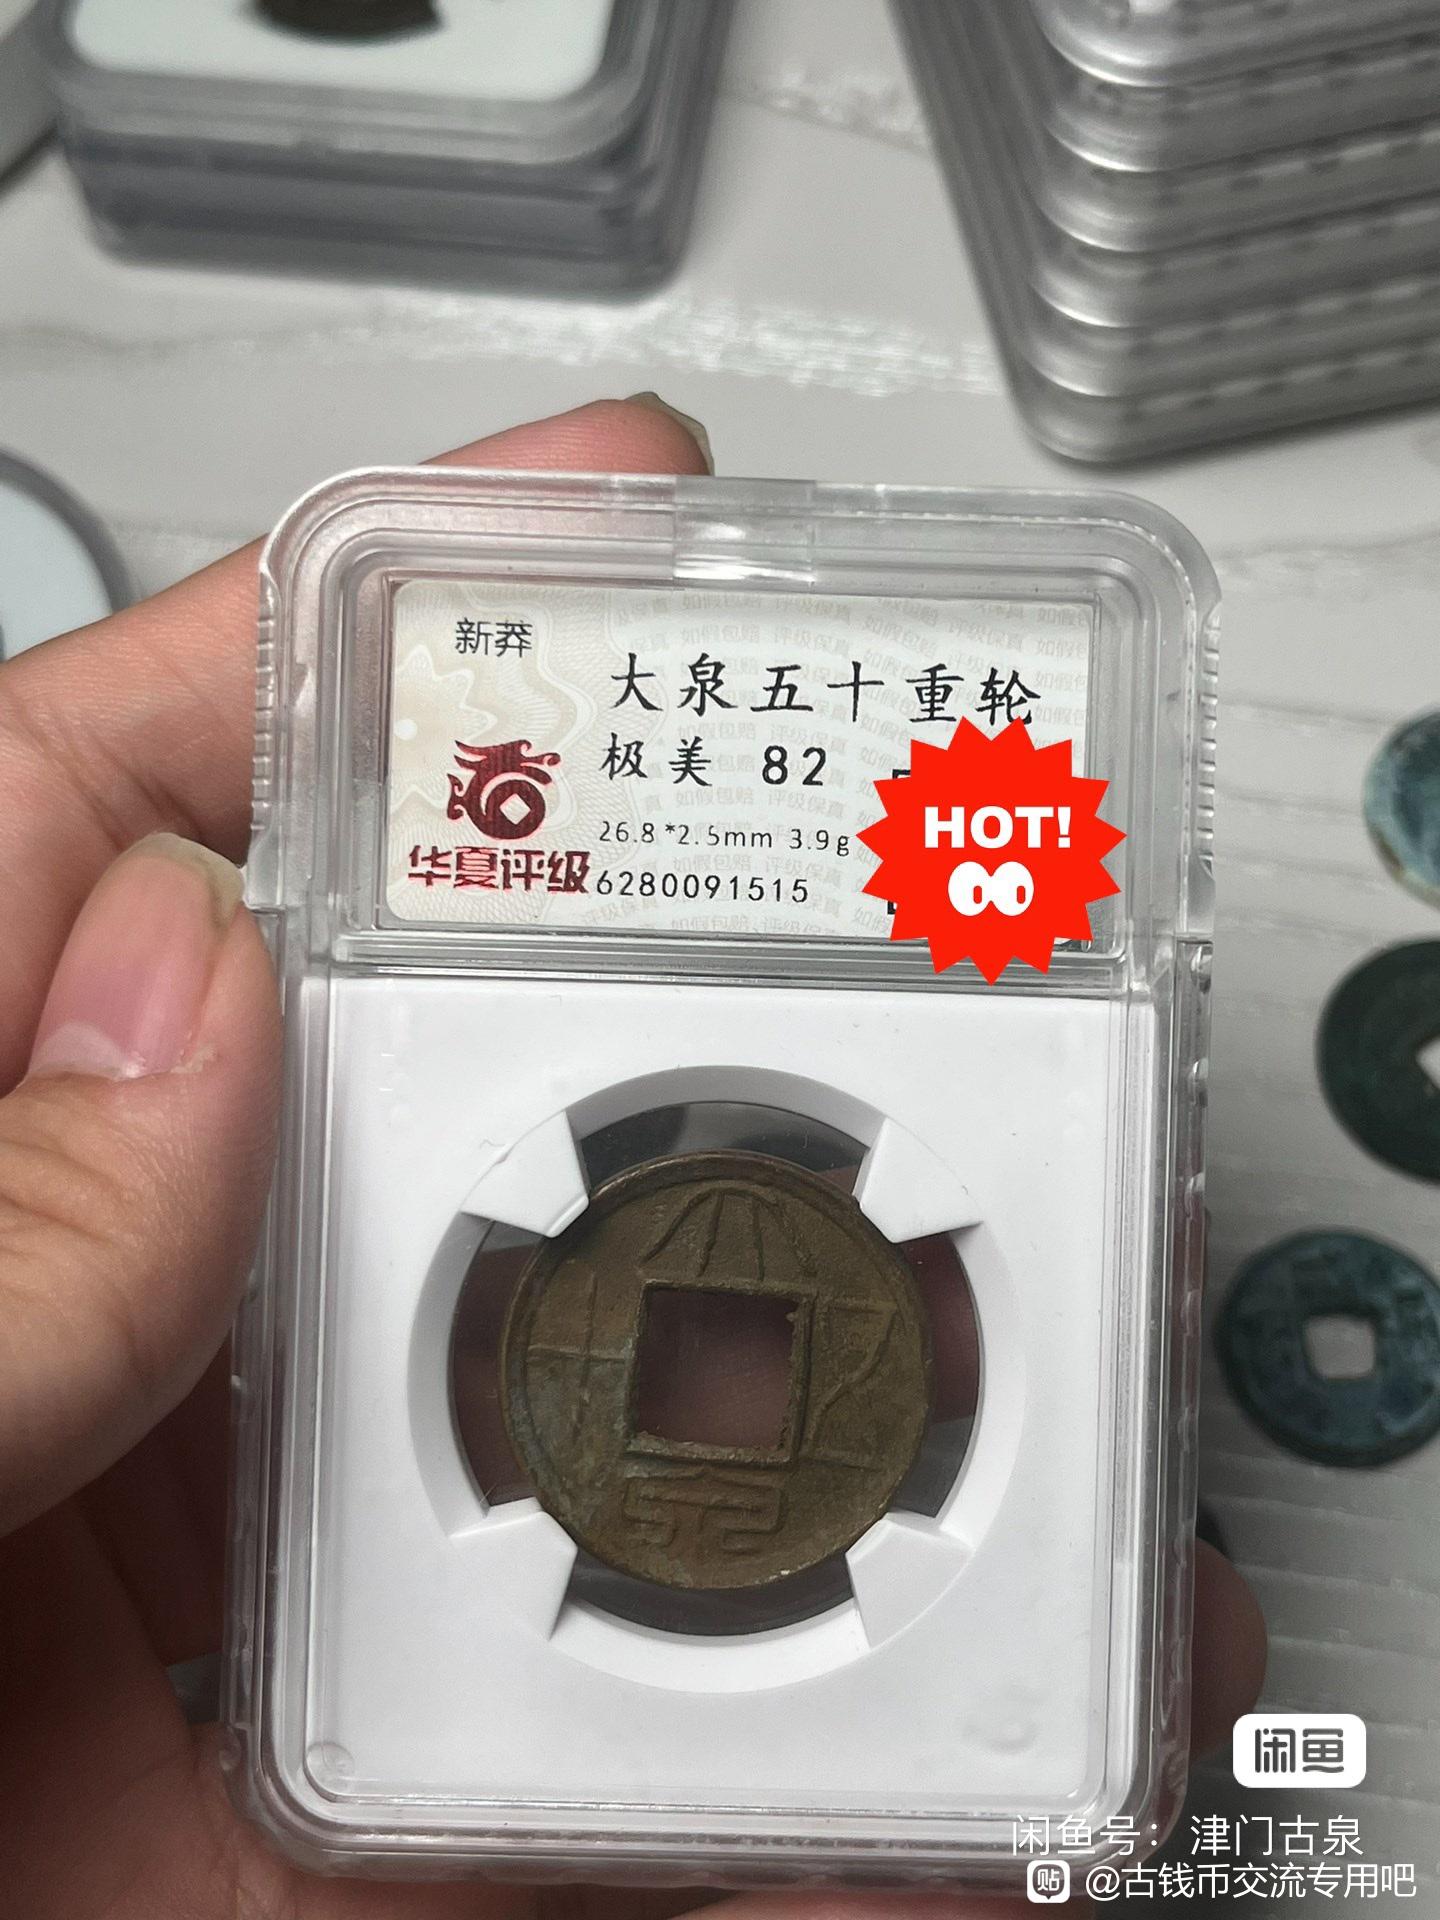 新莽
大泉五十重轮
极美 82
26.8*2.5mm 3.9g
华夏评级
6280091515
HOT!
大泉五十
闲鱼
闲鱼号：津门古泉
贴 @古钱币交流专用吧